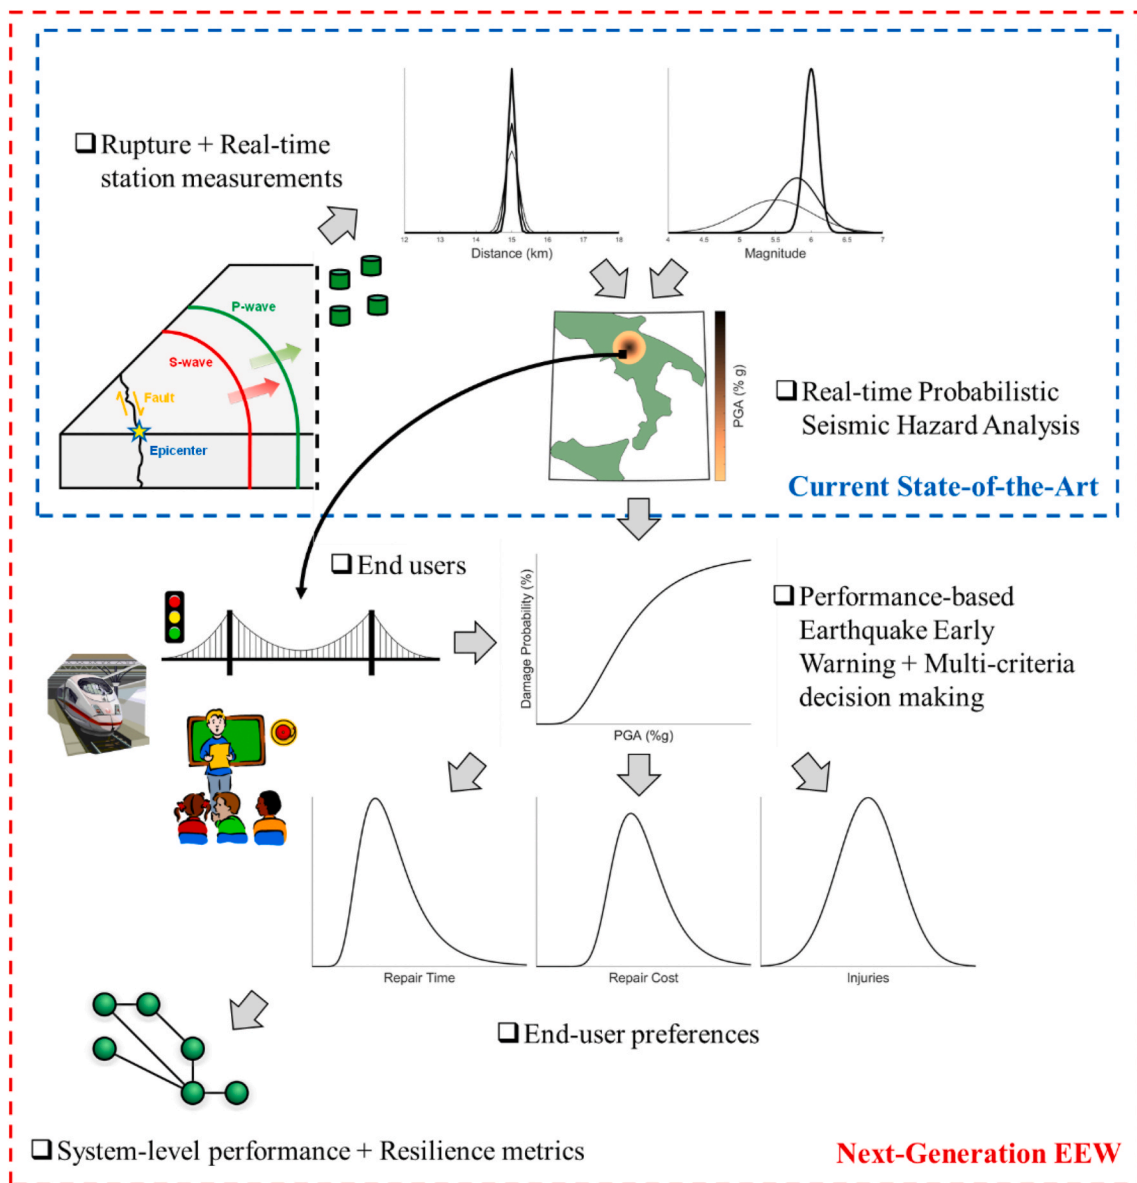 ❑ Rupture + Real-time
station measurements
12 13 14 15 16 17 18
Distance (km)
4 4.5 5 5.5 6 6.5 7
Magnitude
P-wave
S-wave
Fault
Epicenter
PGA (% g)
❑ Real-time Probabilistic
Seismic Hazard Analysis
Current State-of-the-Art
❑ End users
Damage Probability (%)
PGA (%g)
❑ Performance-based
Earthquake Early
Warning + Multi-criteria
decision making
Repair Time
Repair Cost
Injuries
❑ End-user preferences
❑ System-level performance + Resilience metrics
Next-Generation EEW